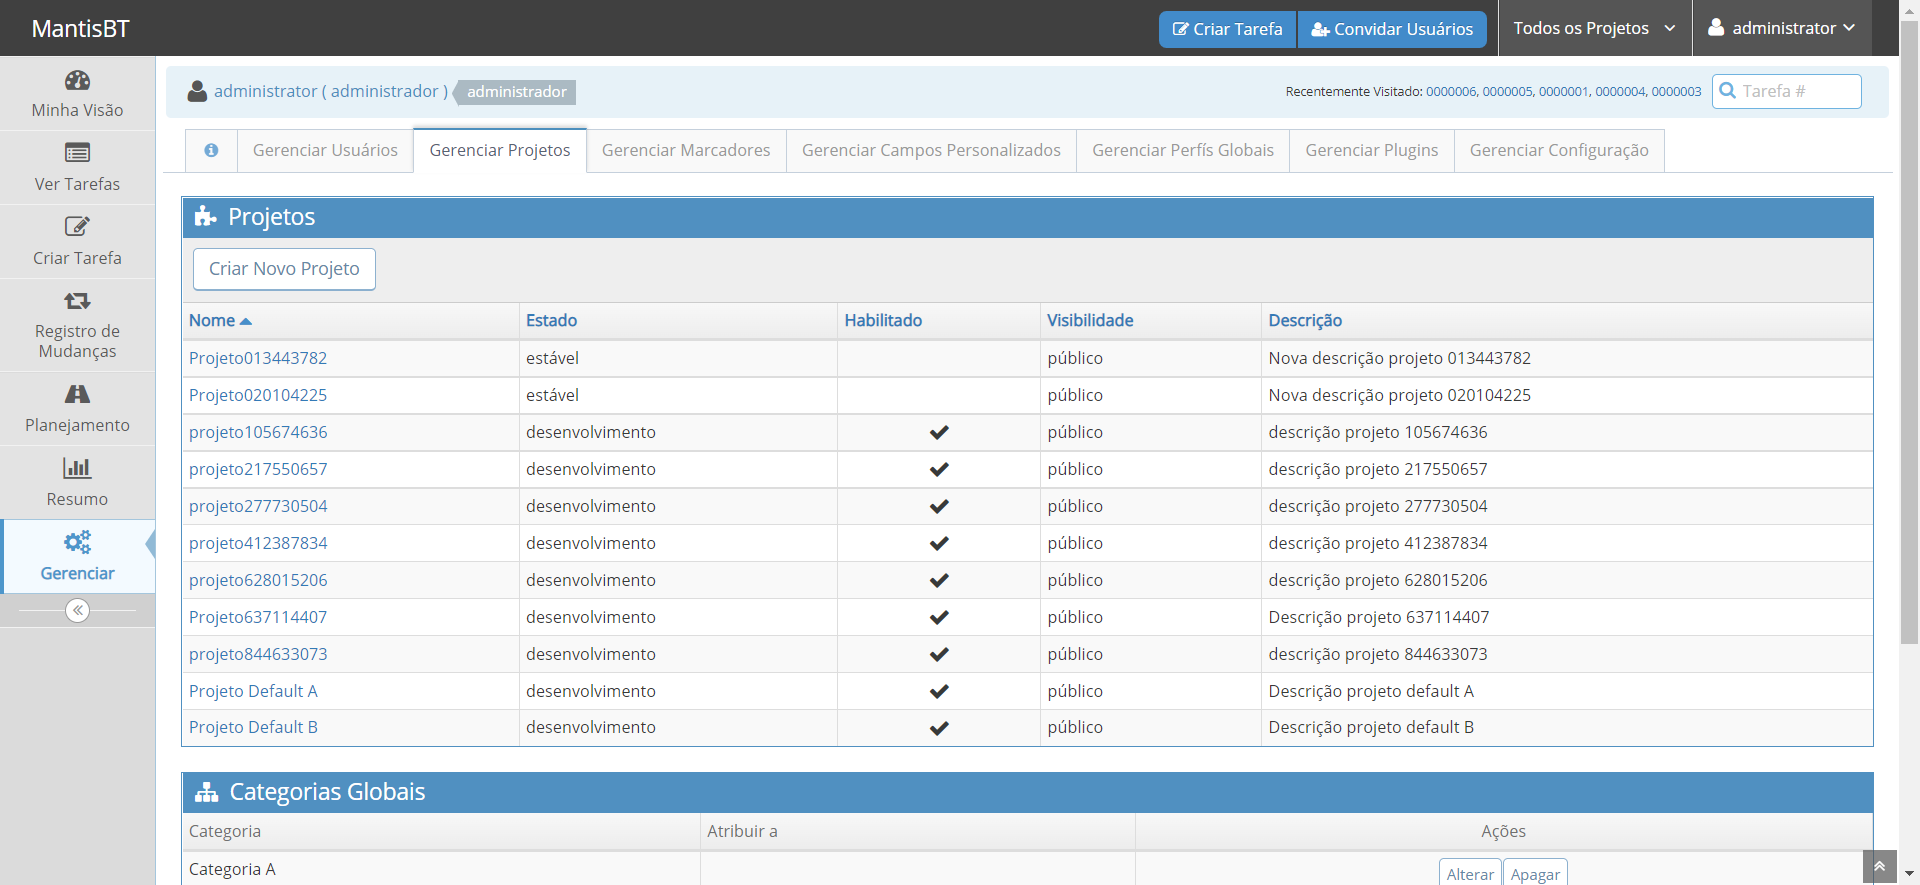 MantisBT
Criar Tarefa
Convidar Usuários
Todos os Projetos
administrator
Minha Visão
Ver Tarefas
Criar Tarefa
Registro de
Mudanças
Planejamento
Resumo
Gerenciar
administrator ( administrador ) administrador
Recentemente Visitado: 0000006, 0000005, 0000001, 0000004, 0000003
Tarefa #
Gerenciar Usuários
Gerenciar Projetos
Gerenciar Marcadores
Gerenciar Campos Personalizados
Gerenciar Perfís Globais
Gerenciar Plugins
Gerenciar Configuração
Projetos
Criar Novo Projeto
Nome Estado Habilitado Visibilidade Descrição
Projeto013443782 estável público Nova descrição projeto 013443782
Projeto020104225 estável público Nova descrição projeto 020104225
projeto105674636 desenvolvimento público descrição projeto 105674636
projeto217550657 desenvolvimento público descrição projeto 217550657
projeto277730504 desenvolvimento público descrição projeto 277730504
projeto412387834 desenvolvimento público descrição projeto 412387834
projeto628015206 desenvolvimento público descrição projeto 628015206
Projeto637114407 desenvolvimento público Descrição projeto 637114407
projeto844633073 desenvolvimento público descrição projeto 844633073
Projeto Default A desenvolvimento público Descrição projeto default A
Projeto Default B desenvolvimento público Descrição projeto default B
Categorias Globais
Categoria Atribuir a Ações
Categoria A Alterar Apagar